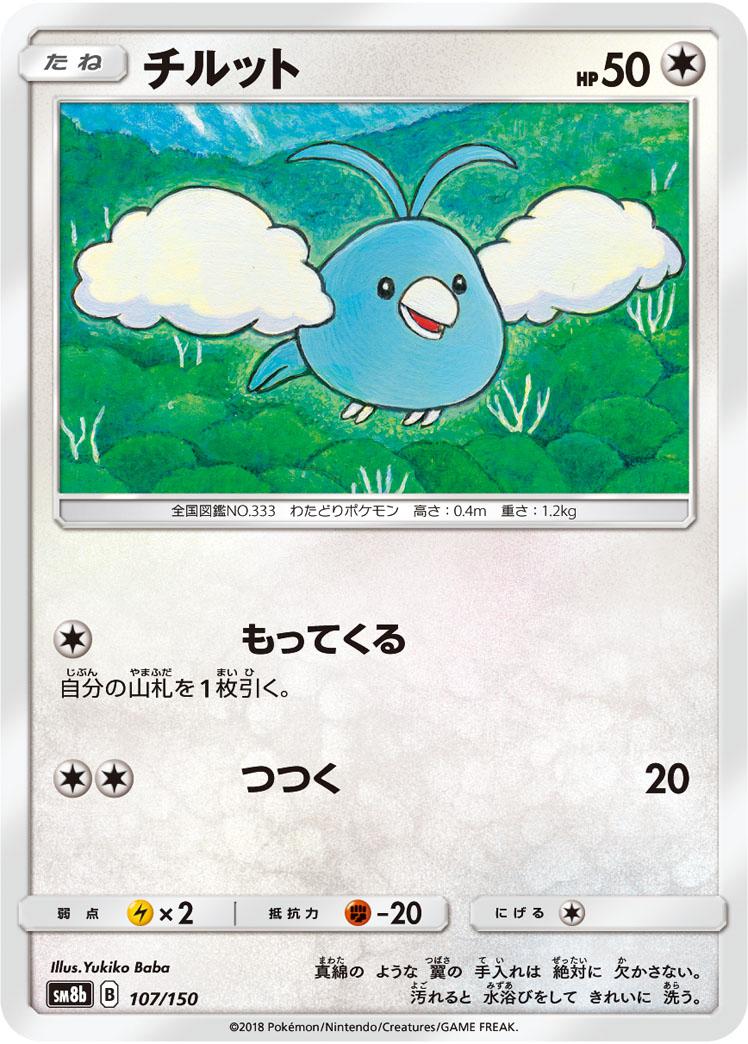 たね チルット HP50
全国図鑑NO.333 わたどりポケモン 高さ：0.4m 重さ：1.2kg
もってくる
自分の山札を1枚引く。
つつく 20
弱点 ×2 抵抗力 -20 にげる
Illus.Yukiko Baba
真綿の ような 翼の 手入れは 絶対に 欠かさない。
汚れると 水浴びをして きれいに 洗う。
SM8b B 107/150
©2018 Pokémon/Nintendo/Creatures/GAME FREAK.